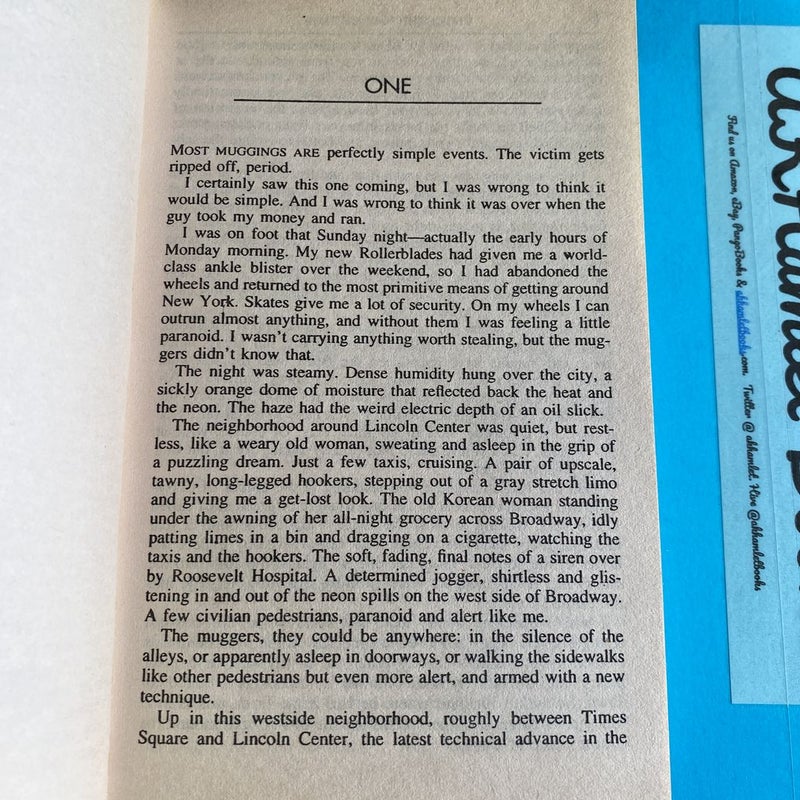 ONE
MOST MUGGINGS ARE perfectly simple events. The victim gets
ripped off, period.
I certainly saw this one coming, but I was wrong to think it
would be simple. And I was wrong to think it was over when the
guy took my money and ran.
I was on foot that Sunday night—actually the early hours of
Monday morning. My new Rollerblades had given me a world-
class ankle blister over the weekend, so I had abandoned the
wheels and returned to the most primitive means of getting around
New York. Skates give me a lot of security. On my wheels I can
outrun almost anything, and without them I was feeling a little
paranoid. I wasn't carrying anything worth stealing, but the mug-
gers didn't know that.
The night was steamy. Dense humidity hung over the city, a
sickly orange dome of moisture that reflected back the heat and
the neon. The haze had the weird electric depth of an oil slick.
The neighborhood around Lincoln Center was quiet, but rest-
less, like a weary old woman, sweating and asleep in the grip of
a puzzling dream. Just a few taxis, cruising. A pair of upscale,
tawny, long-legged hookers, stepping out of a gray stretch limo
and giving me a get-lost look. The old Korean woman standing
under the awning of her all-night grocery across Broadway, idly
patting limes in a bin and dragging on a cigarette, watching the
taxis and the hookers. The soft, fading, final notes of a siren over
by Roosevelt Hospital. A determined jogger, shirtless and glis-
tening in and out of the neon spills on the west side of Broadway.
A few civilian pedestrians, paranoid and alert like me.
The muggers, they could be anywhere: in the silence of the
alleys, or apparently asleep in doorways, or walking the sidewalks
like other pedestrians but even more alert, and armed with a new
technique.
Up in this westside neighborhood, roughly between Times
Square and Lincoln Center, the latest technical advance in the
Find us on Amazon, eBay, PangoBooks & akhamletbooks.com. Twitter @ akhamlet. Hive @akhamletbooks